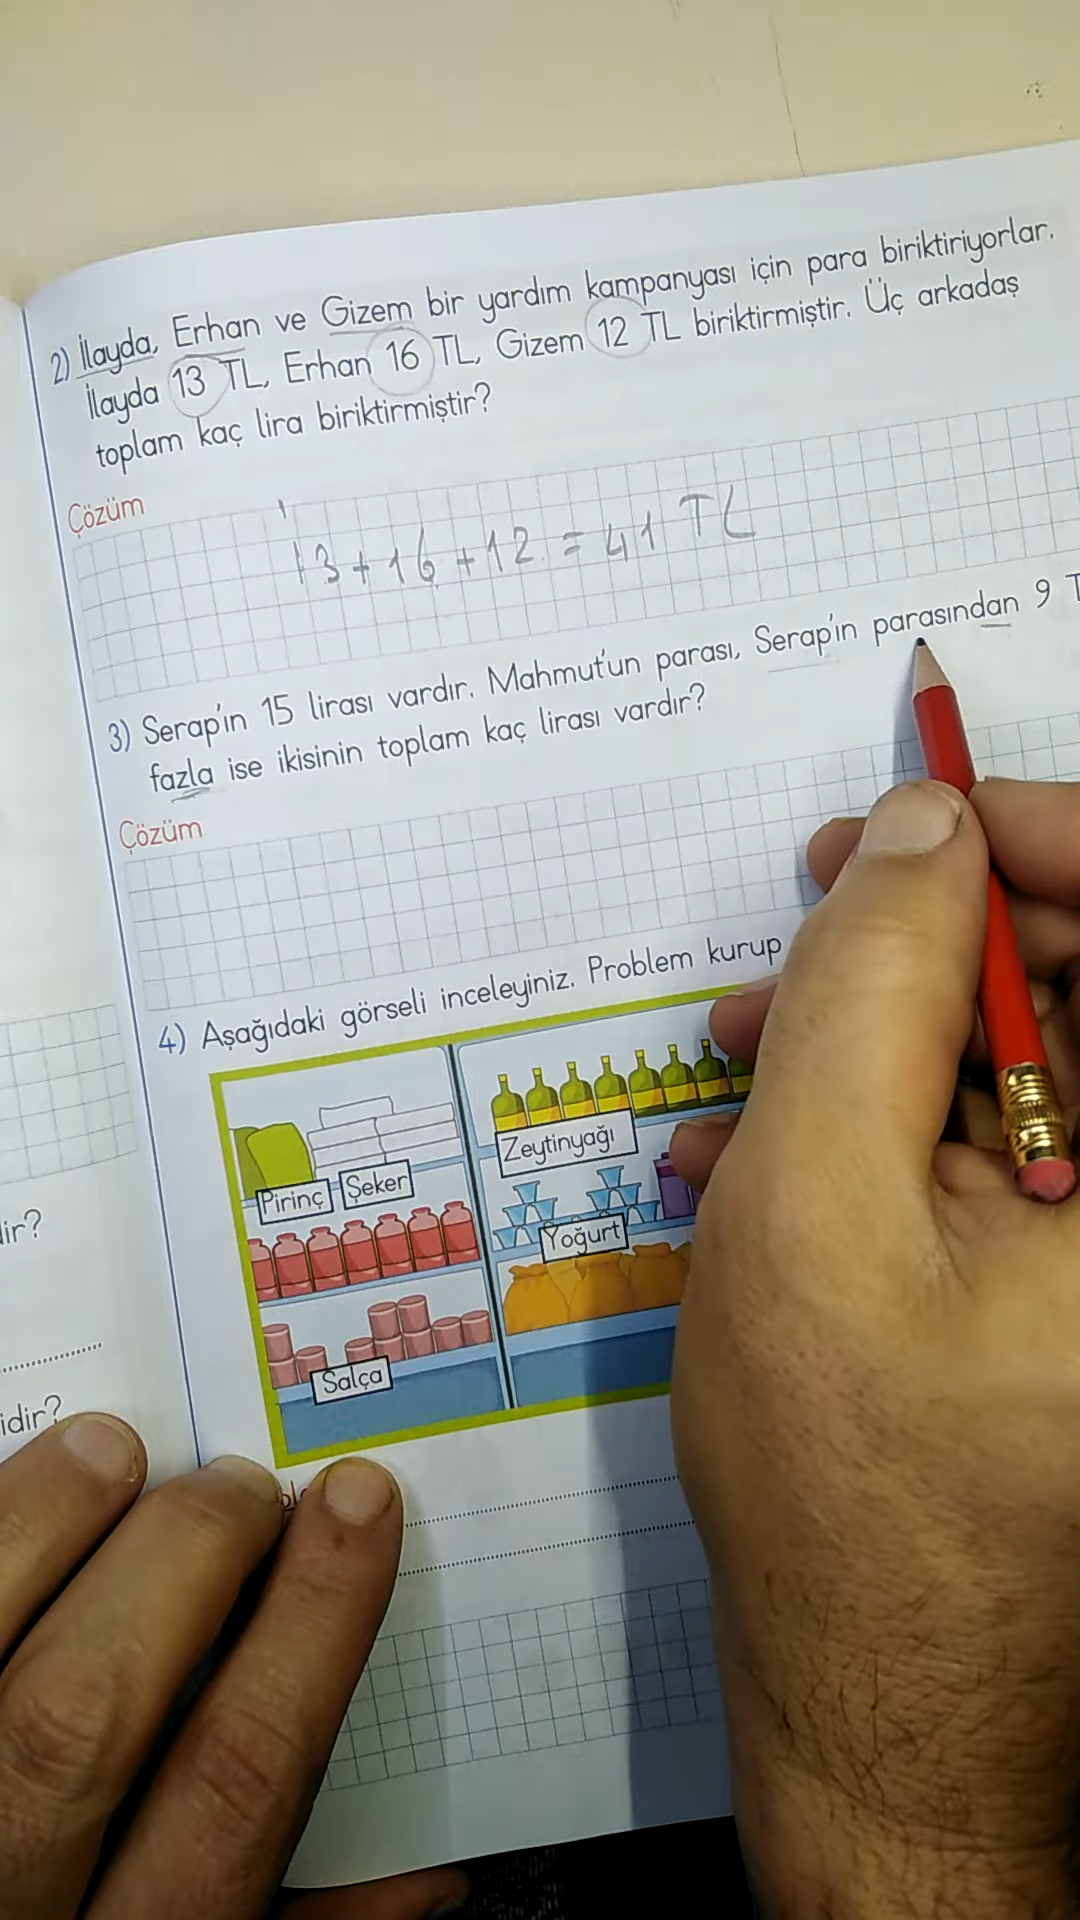 2) İlayda, Erhan ve Gizem bir yardım kampanyası için para biriktiriyorlar.
İlayda 13 TL, Erhan 16 TL, Gizem 12 TL biriktirmiştir. Üç arkadaş
toplam kaç lira biriktirmiştir?
Çözüm
13+16+12=41 TL
3) Serap'ın 15 lirası vardır. Mahmut'un parası, Serap'in parasından 9 T
fazla ise ikisinin toplam kaç lirası vardır?
Çözüm
4) Aşağıdaki görseli inceleyiniz. Problem kurup
Zeytinyağı
Pirinç Şeker
Yoğurt
Salça
dir?
idir?